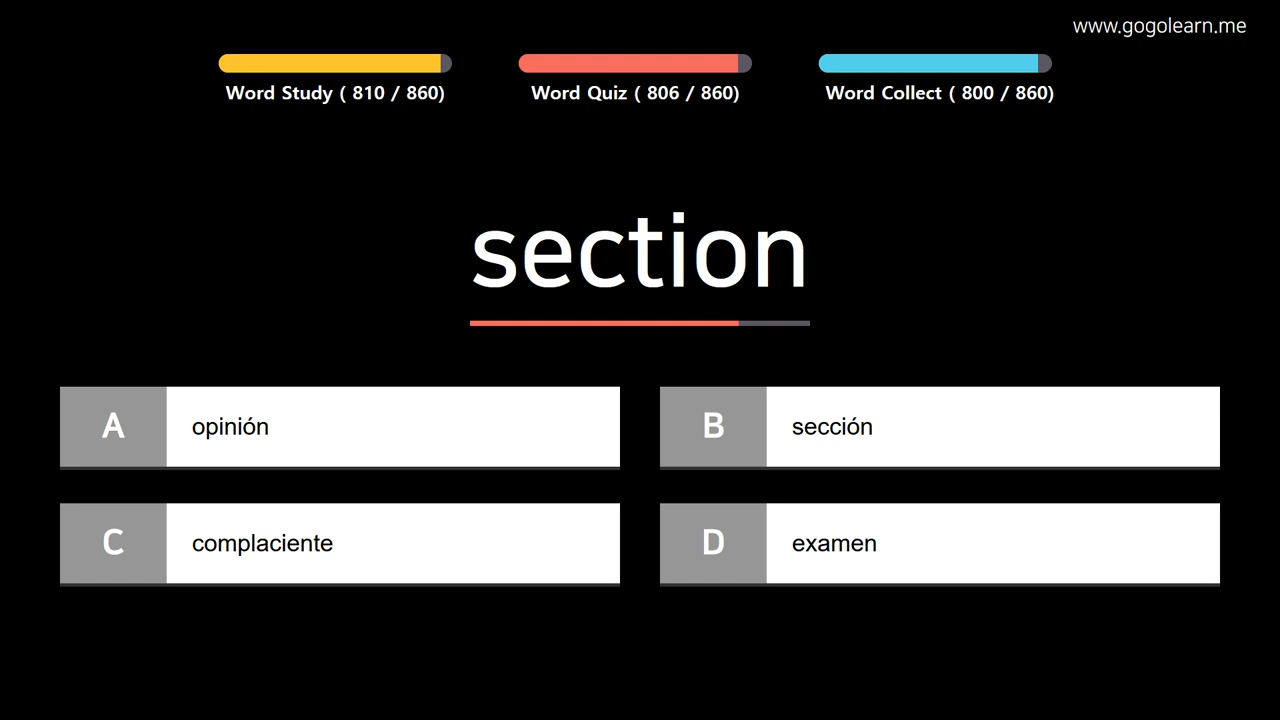 www.gogolearn.me
Word Study ( 810 / 860)
Word Quiz ( 806 / 860)
Word Collect ( 800 / 860)
section
A
opinión
B
sección
C
complaciente
D
examen